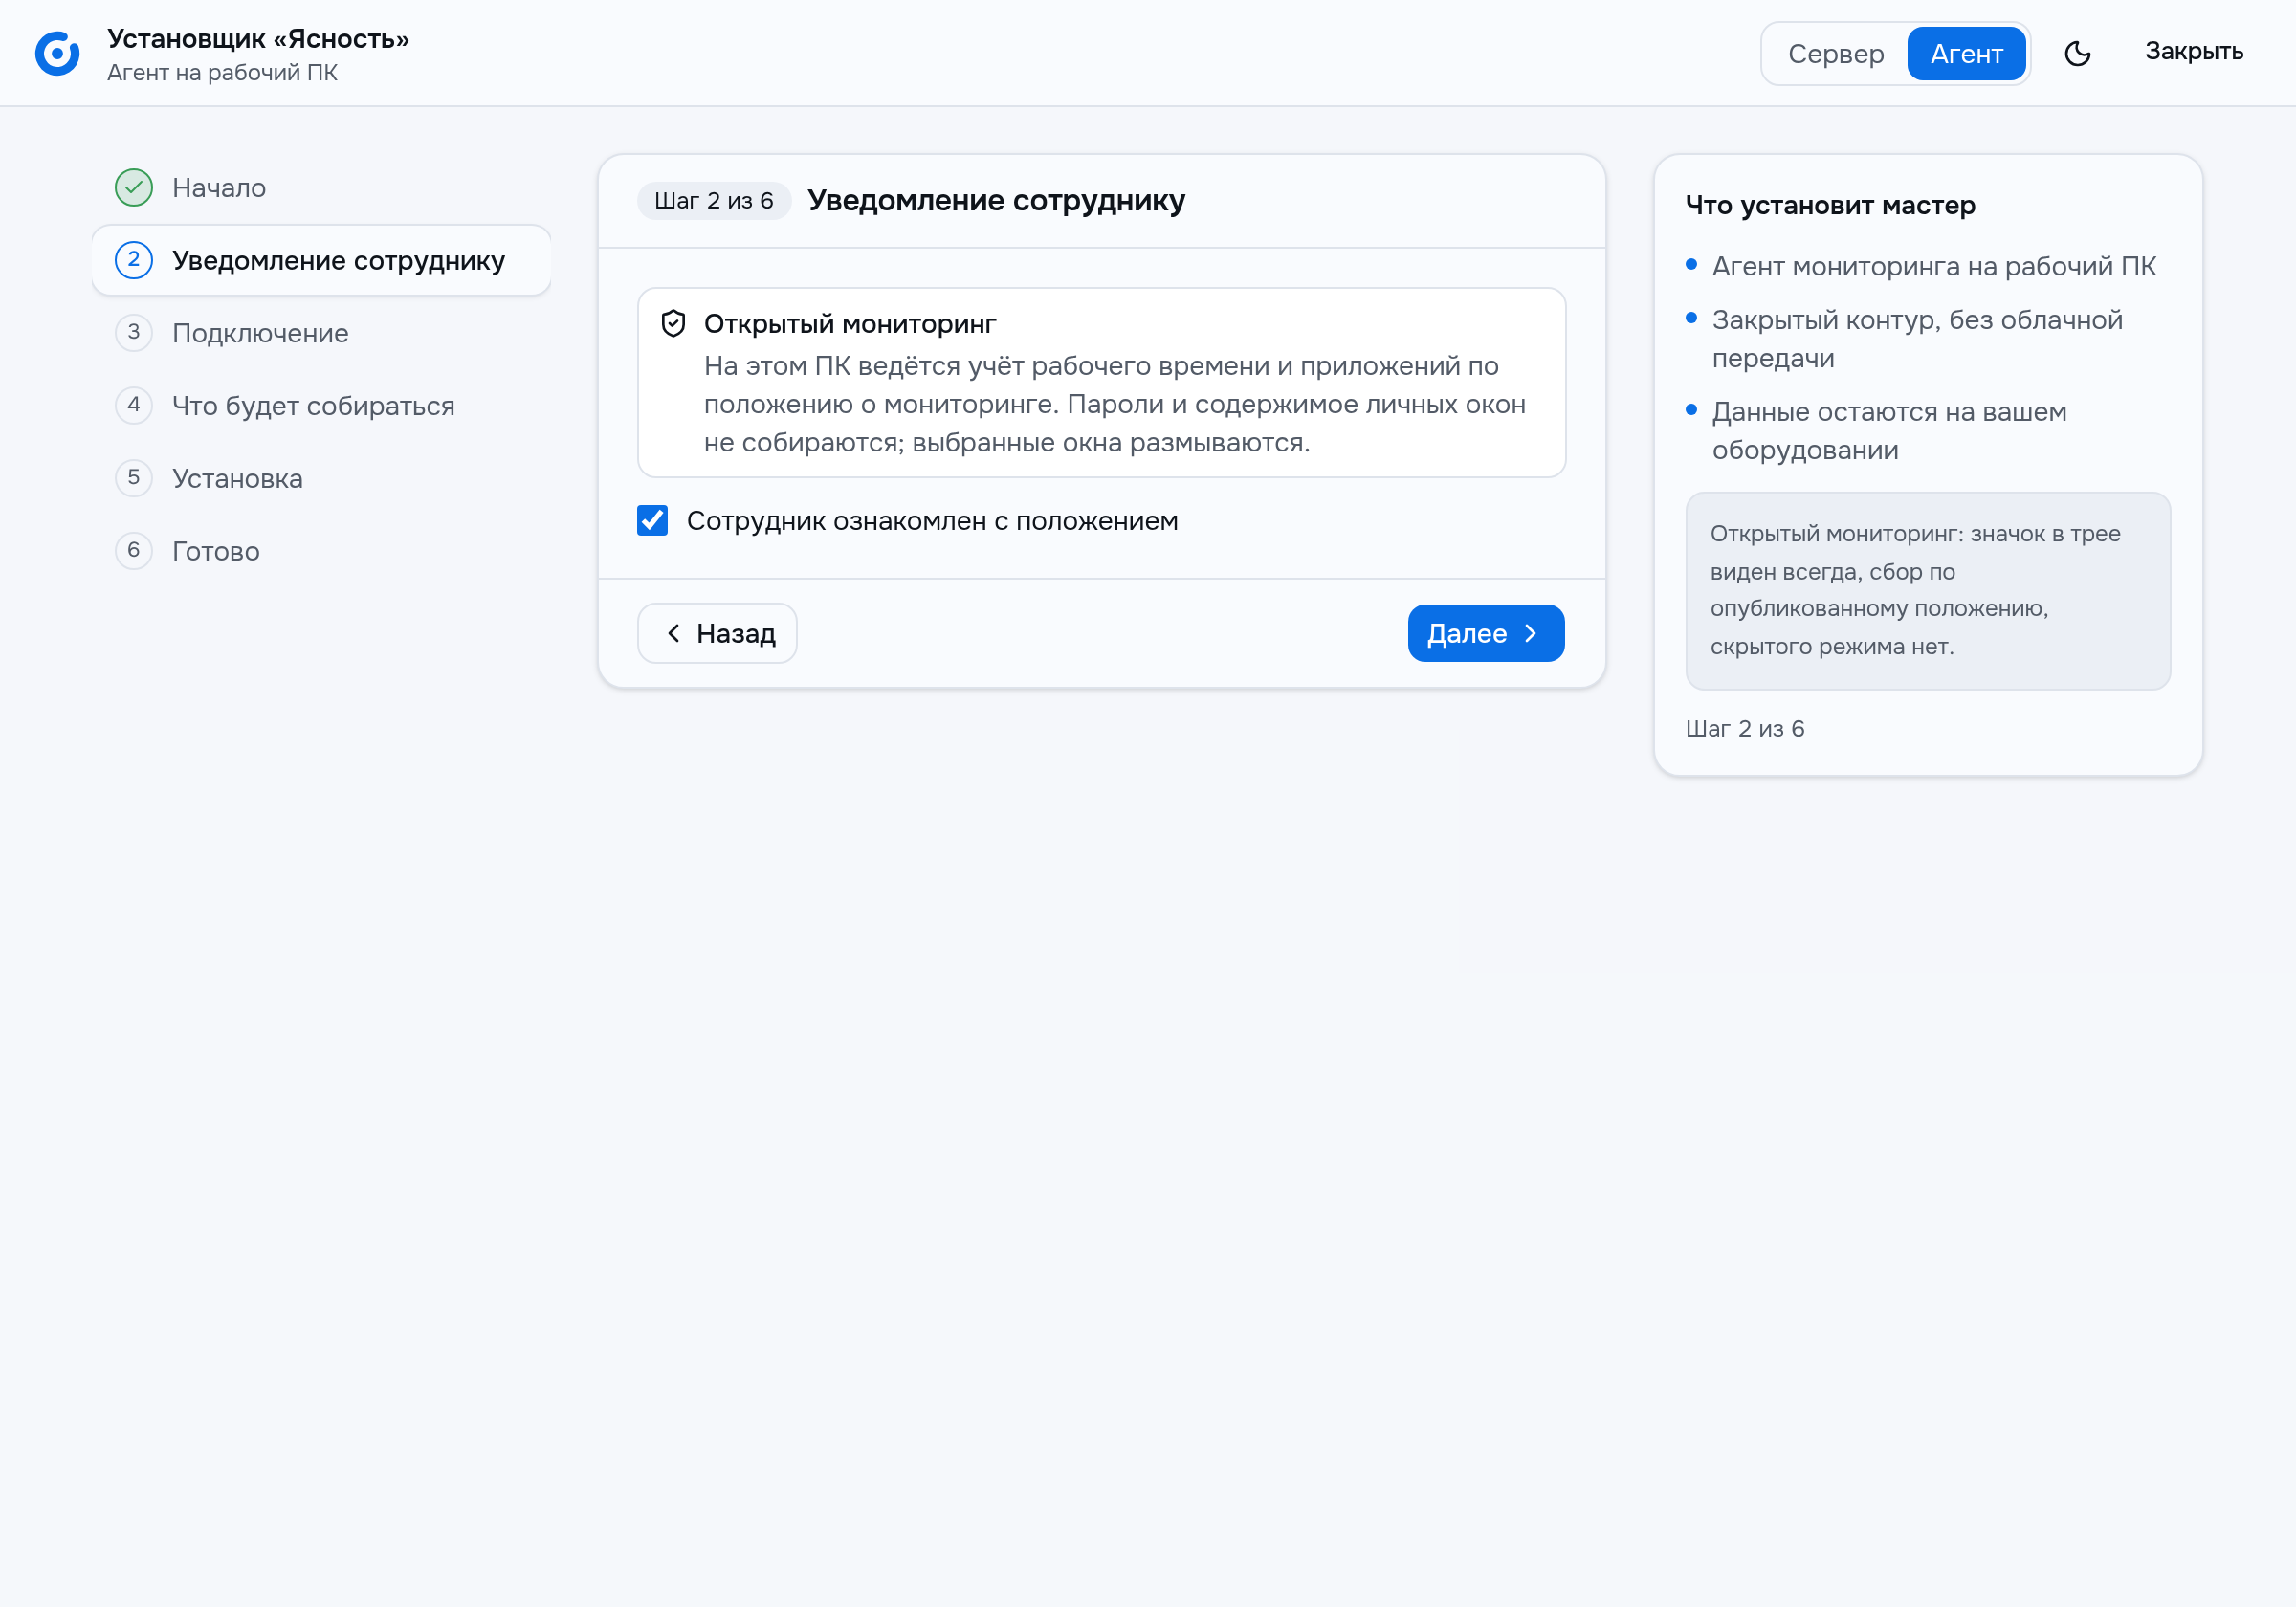 Установщик «Ясность»
Агент на рабочий ПК
Сервер
Агент
Закрыть
Начало
2 Уведомление сотруднику
3 Подключение
4 Что будет собираться
5 Установка
6 Готово
Шаг 2 из 6
Уведомление сотруднику
Открытый мониторинг
На этом ПК ведётся учёт рабочего времени и приложений по
положению о мониторинге. Пароли и содержимое личных окон
не собираются; выбранные окна размываются.
Сотрудник ознакомлен с положением
Назад
Далее
Что установит мастер
Агент мониторинга на рабочий ПК
Закрытый контур, без облачной
передачи
Данные остаются на вашем
оборудовании
Открытый мониторинг: значок в трее
виден всегда, сбор по
опубликованному положению,
скрытого режима нет.
Шаг 2 из 6